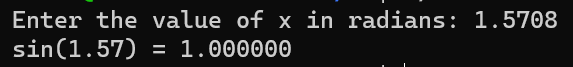 Enter the value of x in radians: 1.5708
sin(1.57) = 1.000000